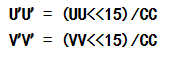 U'U' = (UU<<15)/CC
V'V' = (VV<<15)/CC